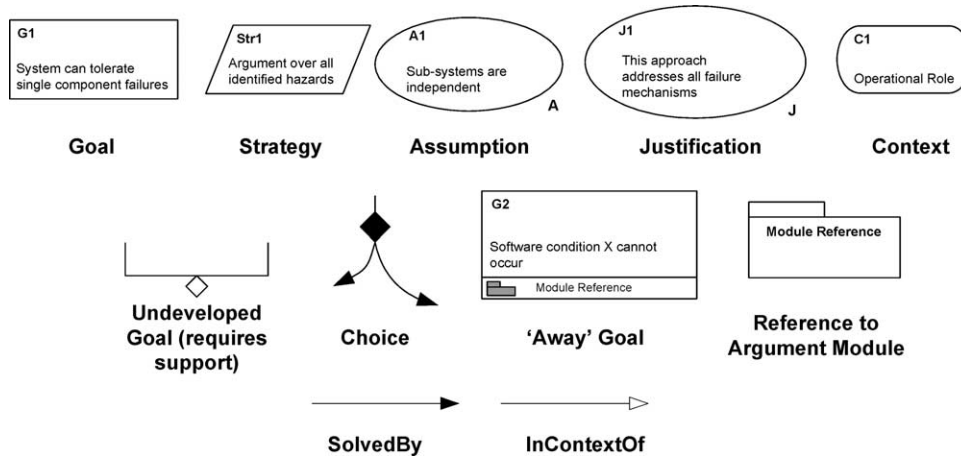 G1
System can tolerate
single component failures
Goal
Str1
Argument over all
identified hazards
Strategy
A1
Sub-systems are
independent
A
Assumption
J1
This approach
addresses all failure
mechanisms
J
Justification
C1
Operational Role
Context
Undeveloped
Goal (requires
support)
Choice
G2
Software condition X cannot
occur
Module Reference
‘Away’ Goal
Module Reference
Reference to
Argument Module
SolvedBy
InContextOf